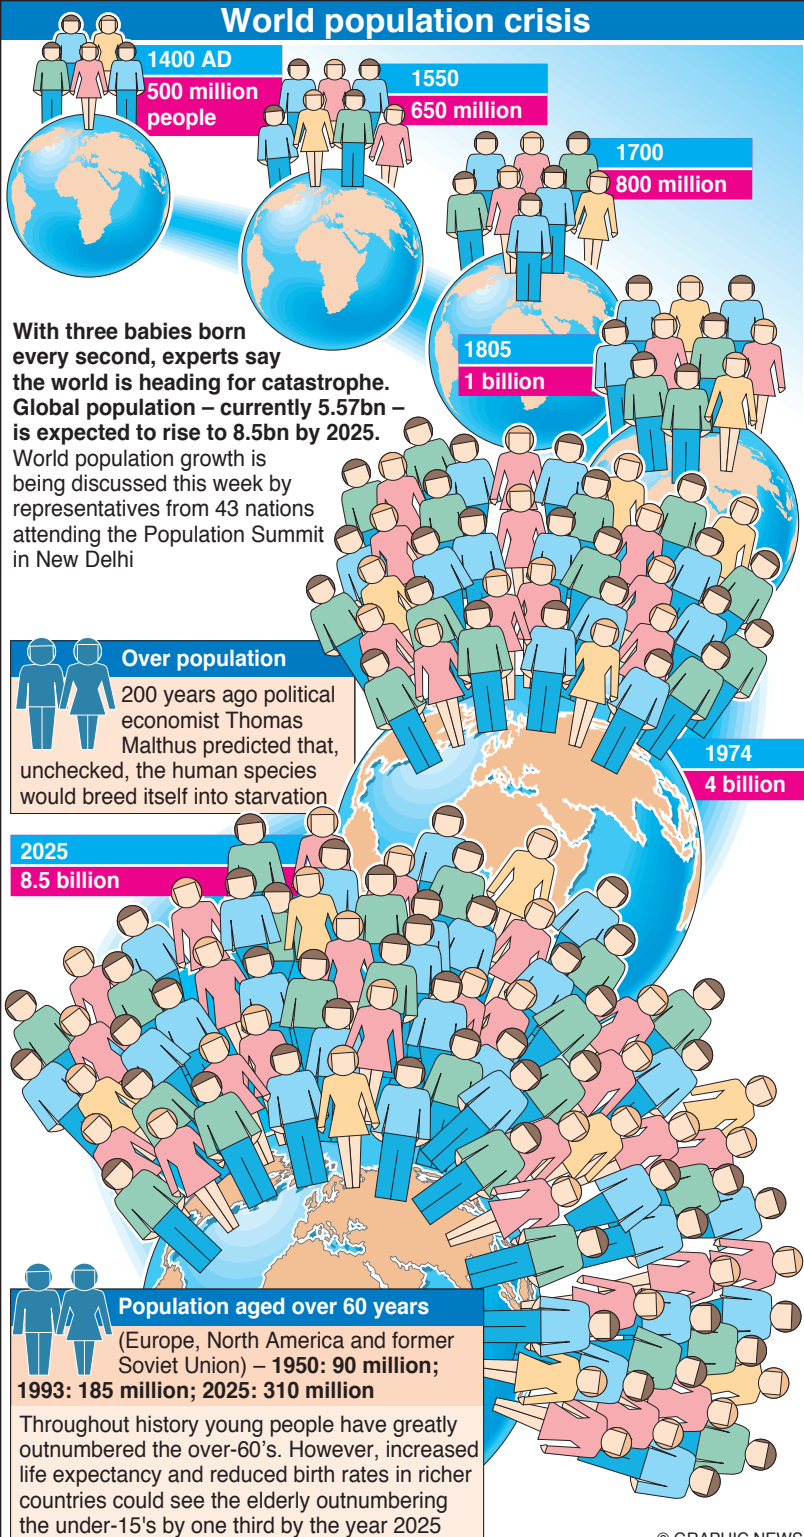 World population crisis
1400 AD
500 million
people
1550
650 million
1700
800 million
1805
1 billion
With three babies born
every second, experts say
the world is heading for catastrophe.
Global population – currently 5.57bn –
is expected to rise to 8.5bn by 2025.
World population growth is
being discussed this week by
representatives from 43 nations
attending the Population Summit
in New Delhi
Over population
200 years ago political
economist Thomas
Malthus predicted that,
unchecked, the human species
would breed itself into starvation
1974
4 billion
2025
8.5 billion
Population aged over 60 years
(Europe, North America and former
Soviet Union) – 1950: 90 million;
1993: 185 million; 2025: 310 million
Throughout history young people have greatly
outnumbered the over-60's. However, increased
life expectancy and reduced birth rates in richer
countries could see the elderly outnumbering
the under-15's by one third by the year 2025
© GRAPHIC NEWS